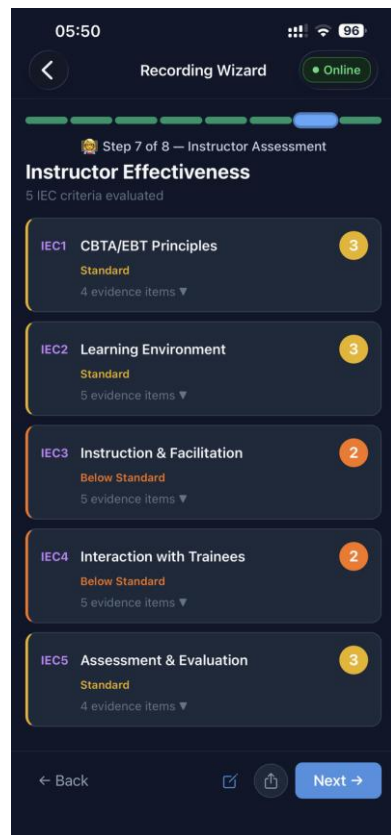 05:50
96
Recording Wizard
Online
Step 7 of 8 — Instructor Assessment
Instructor Effectiveness
5 IEC criteria evaluated
IEC1 CBTA/EBT Principles 3
Standard
4 evidence items ▼
IEC2 Learning Environment 3
Standard
5 evidence items ▼
IEC3 Instruction & Facilitation 2
Below Standard
5 evidence items ▼
IEC4 Interaction with Trainees 2
Below Standard
5 evidence items ▼
IEC5 Assessment & Evaluation 3
Standard
4 evidence items ▼
← Back Next →